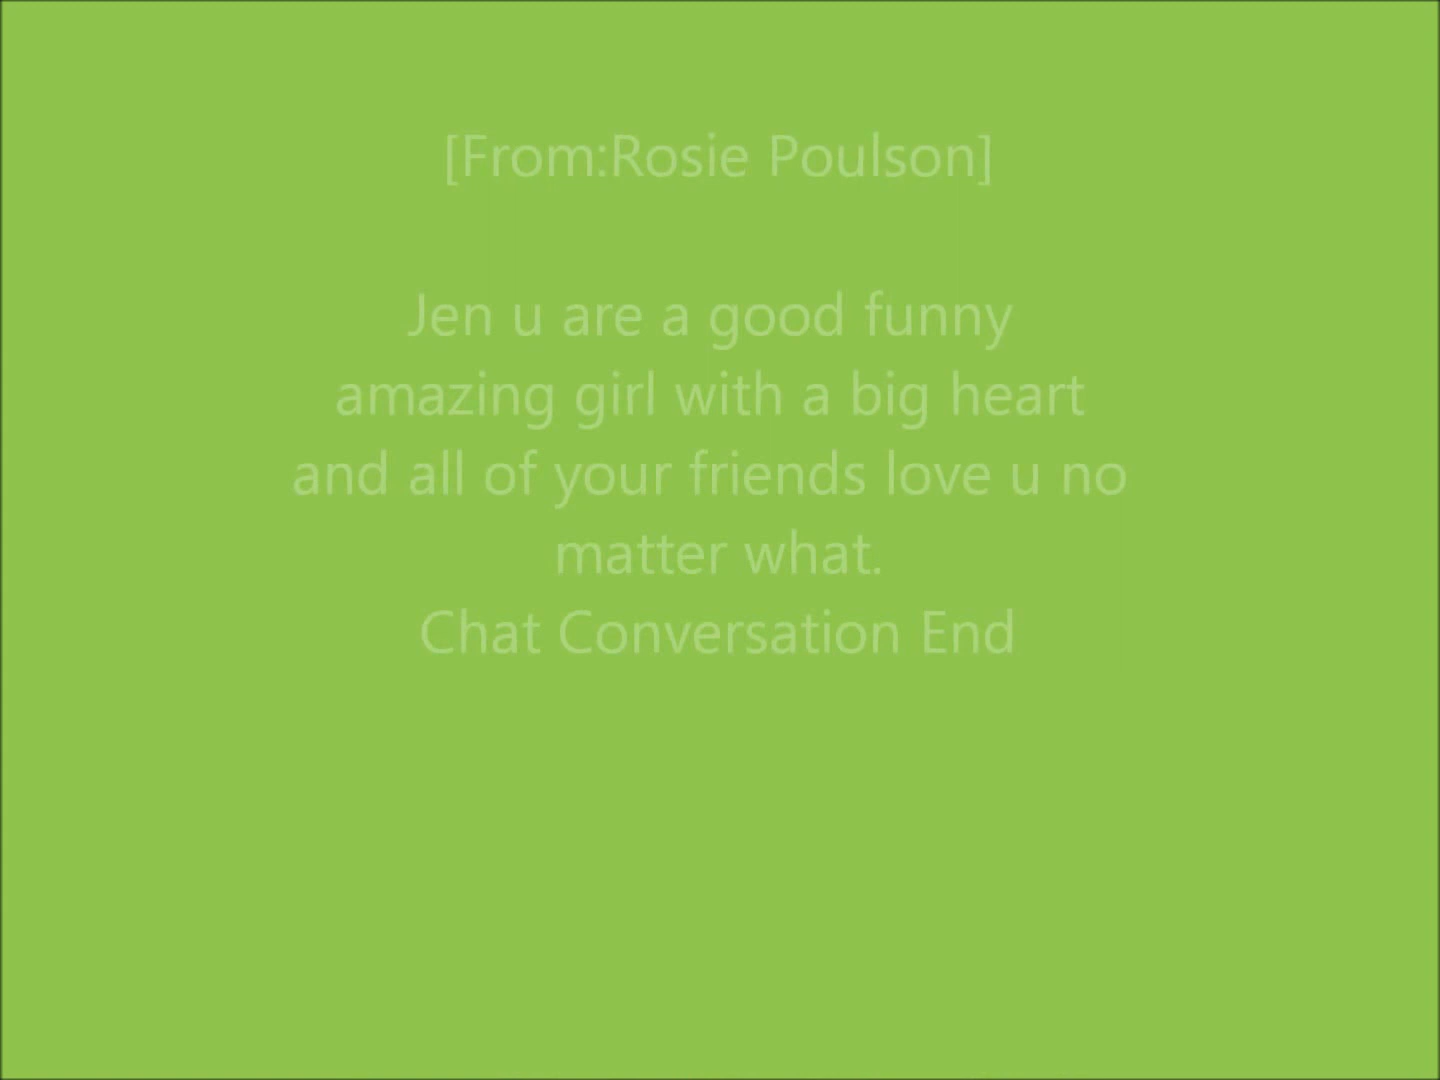 [From:Rosie Poulson]
Jen u are a good funny
amazing girl with a big heart
and all of your friends love u no
matter what.
Chat Conversation End